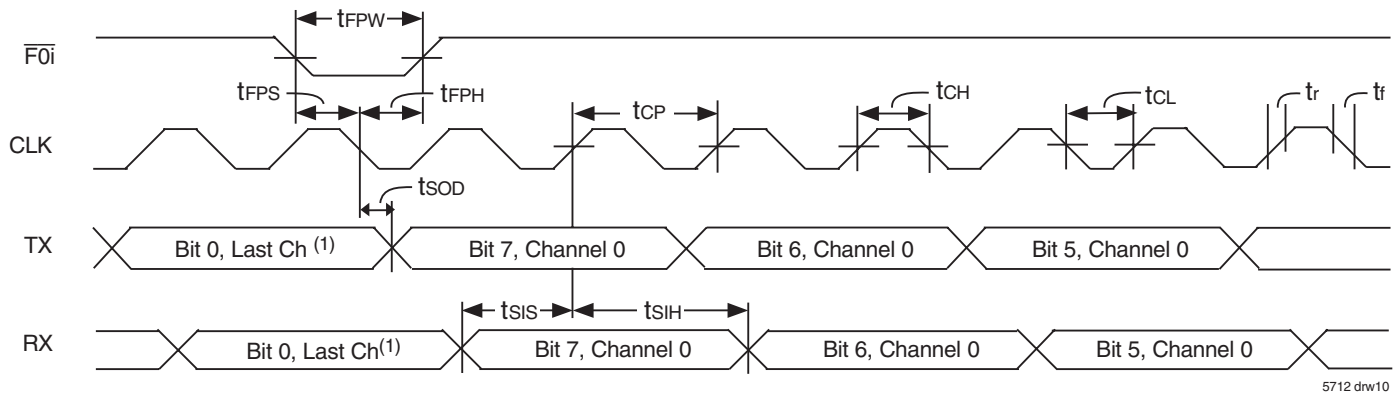 tFPW
F0i
tFPS
tFPH
tCP
tCH
tCL
tr
tf
CLK
tSOD
TX
Bit 0, Last Ch (1)
Bit 7, Channel 0
Bit 6, Channel 0
Bit 5, Channel 0
tSIS
tSIH
RX
Bit 0, Last Ch(1)
Bit 7, Channel 0
Bit 6, Channel 0
Bit 5, Channel 0
5712 drw10